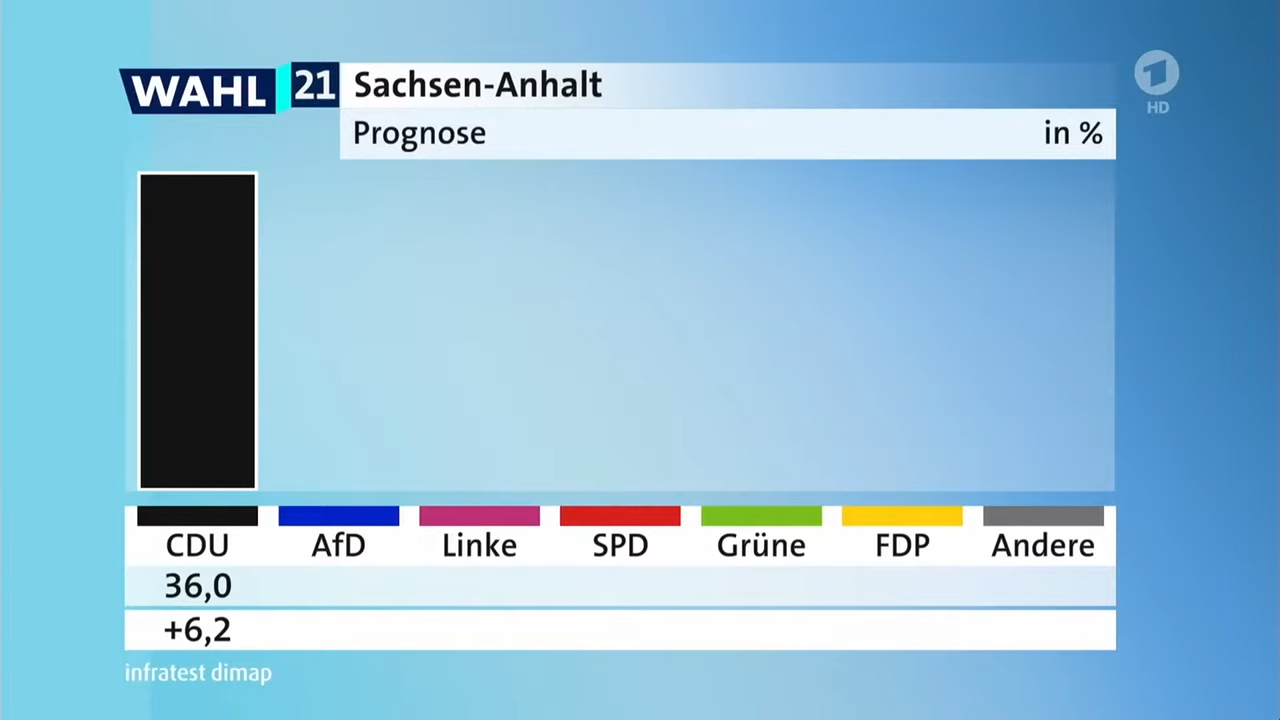 WAHL 21 Sachsen-Anhalt
Prognose in %
1
HD
CDU AfD Linke SPD Grüne FDP Andere
36,0
+6,2
infratest dimap